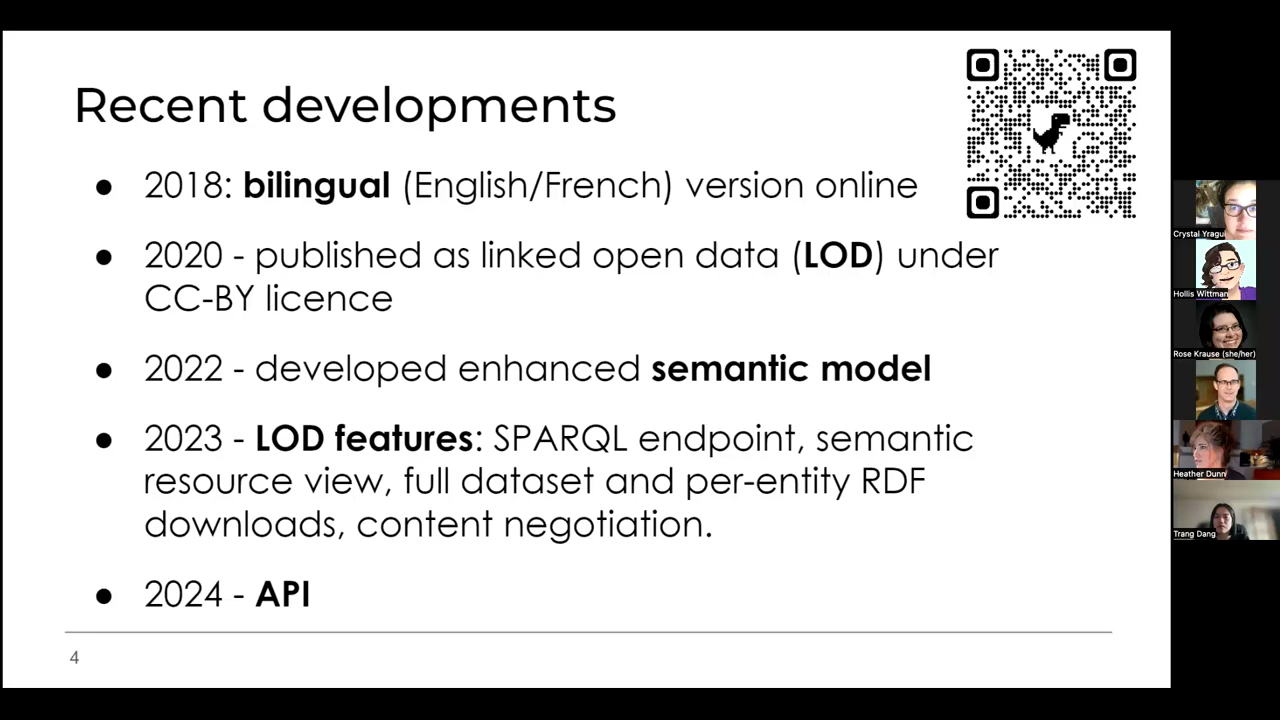 Recent developments
● 2018: bilingual (English/French) version online
● 2020 - published as linked open data (LOD) under
CC-BY licence
● 2022 - developed enhanced semantic model
● 2023 - LOD features: SPARQL endpoint, semantic
resource view, full dataset and per-entity RDF
downloads, content negotiation.
● 2024 - API
4
Crystal Yragui
Hollis Wittman
Rose Krause (she/her)
Heather Dunn
Trang Dang